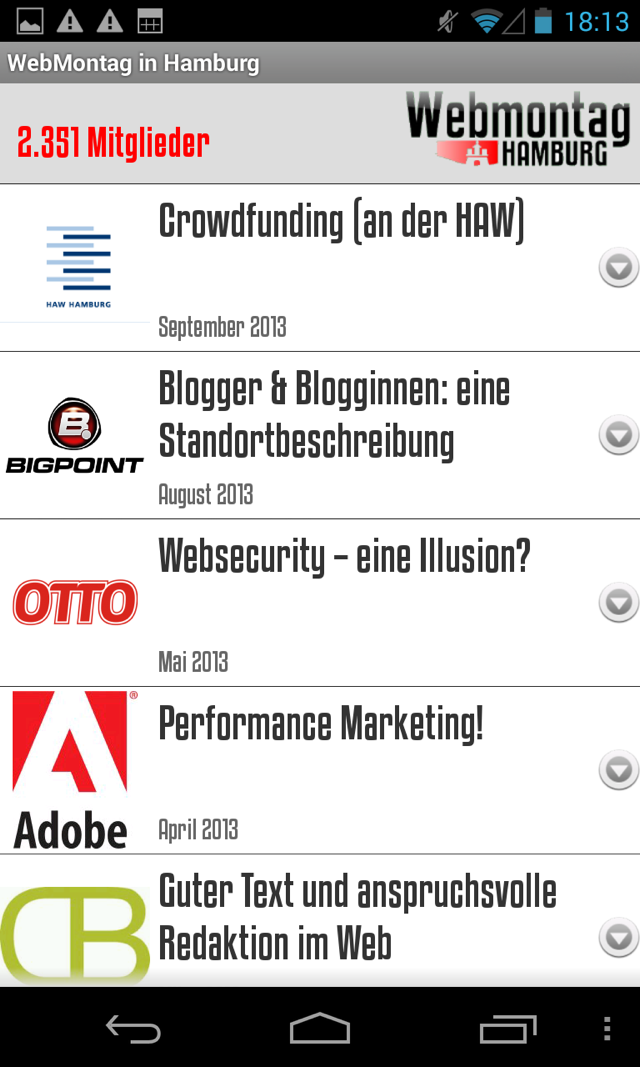 18:13
WebMontag in Hamburg
2.351 Mitglieder
Webmontag
HAMBURG
Crowdfunding (an der HAW)
HAW HAMBURG
September 2013
Blogger & Blogginnen: eine
Standortbeschreibung
B.
BIGPOINT
August 2013
Websecurity – eine Illusion?
OTTO
Mai 2013
Performance Marketing!
Adobe
®
April 2013
Guter Text und anspruchsvolle
Redaktion im Web
CB